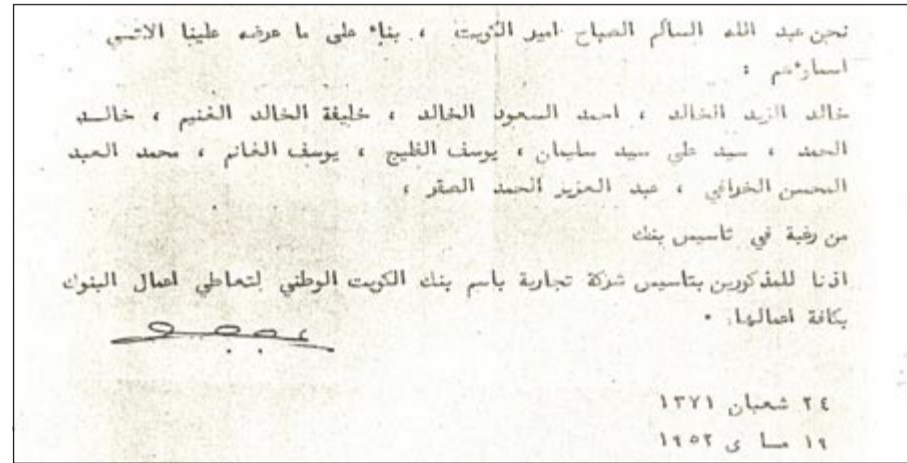 نحن عبد الله السالم الصباح امير الكويت ، بناء على ما عرضه علينا الاتسي
اسماؤهم :
خالد الزيد الخالد ، احمد السعود الخالد ، خليفة الخالد الغنيم ، خالــد
الحمد ، سيد علي سيد سليمان ، يوسف الفليج ، يوسف الغانم ، محمد العبد
المحسن الخرافي ، عبد العزيز الحمد الصقر ،
من رغبة في تاسيس بنك
اذنا للمذكورين بتاسيس شركة تجارية باسم بنك الكويت الوطني لتعاطي اعمال البنوك
بكافة اعمالها .
٢٤ شعبان ١٣٧١
١٩ مـا ى ١٩٥٢